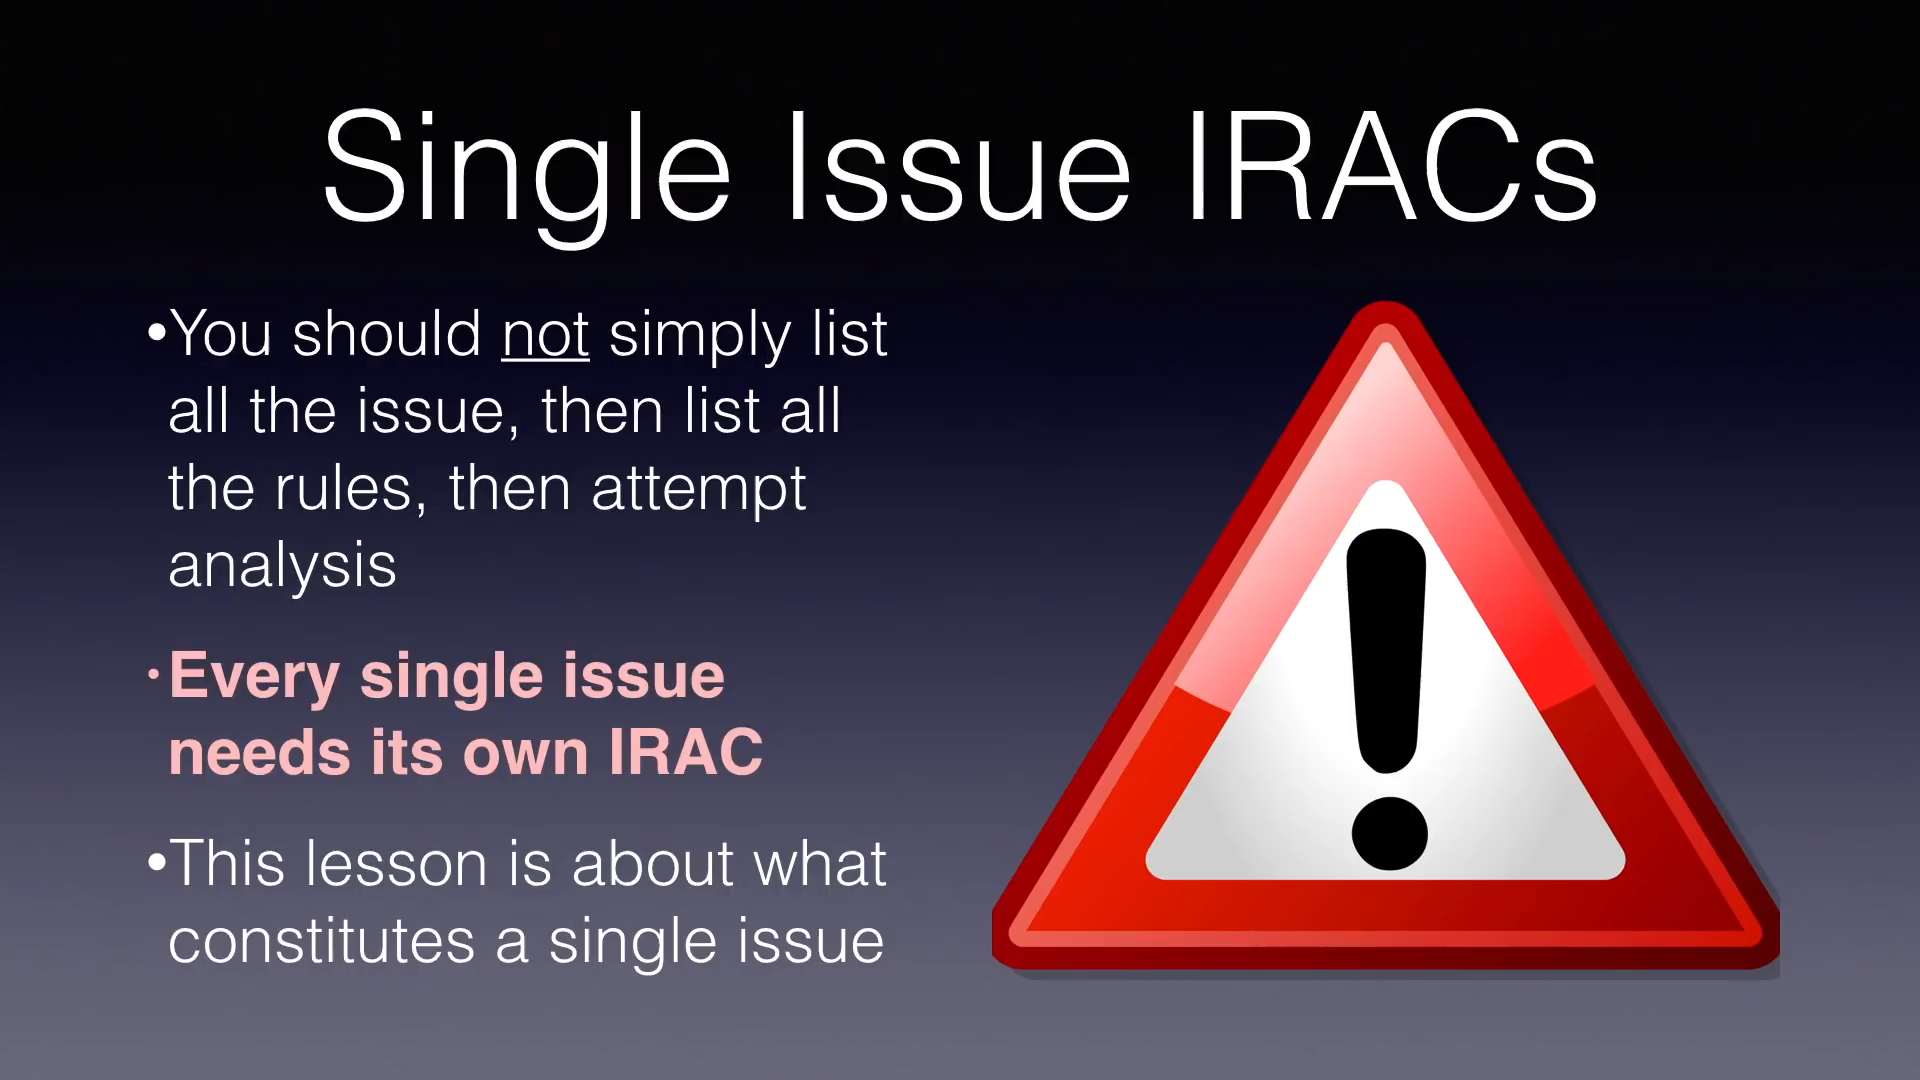 Single Issue IRACs
•You should not simply list
all the issue, then list all
the rules, then attempt
analysis
•Every single issue
needs its own IRAC
•This lesson is about what
constitutes a single issue